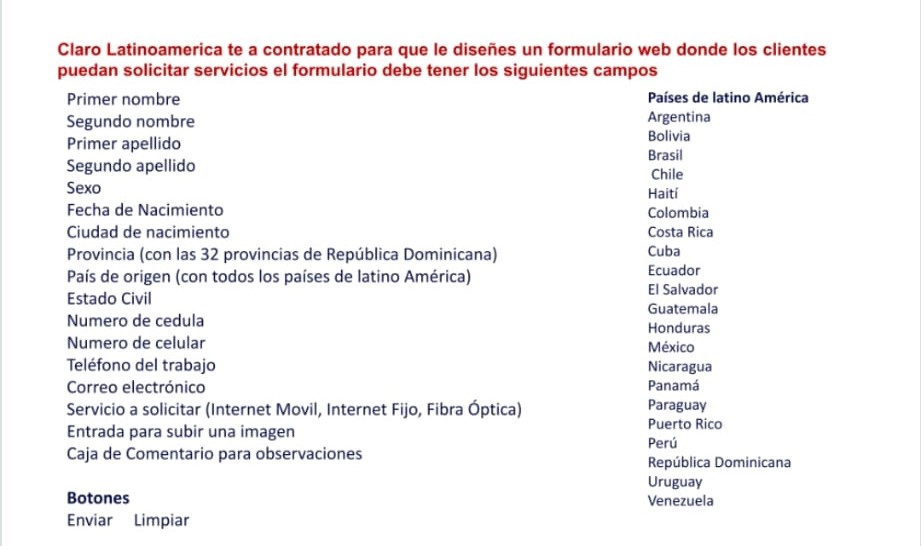 Claro Latinoamerica te a contratado para que le diseñes un formulario web donde los clientes
puedan solicitar servicios el formulario debe tener los siguientes campos
Primer nombre
Segundo nombre
Primer apellido
Segundo apellido
Sexo
Fecha de Nacimiento
Ciudad de nacimiento
Provincia (con las 32 provincias de República Dominicana)
País de origen (con todos los países de latino América)
Estado Civil
Numero de cedula
Numero de celular
Teléfono del trabajo
Correo electrónico
Servicio a solicitar (Internet Movil, Internet Fijo, Fibra Óptica)
Entrada para subir una imagen
Caja de Comentario para observaciones
Botones
Enviar Limpiar
Países de latino América
Argentina
Bolivia
Brasil
Chile
Haití
Colombia
Costa Rica
Cuba
Ecuador
El Salvador
Guatemala
Honduras
México
Nicaragua
Panamá
Paraguay
Puerto Rico
Perú
República Dominicana
Uruguay
Venezuela